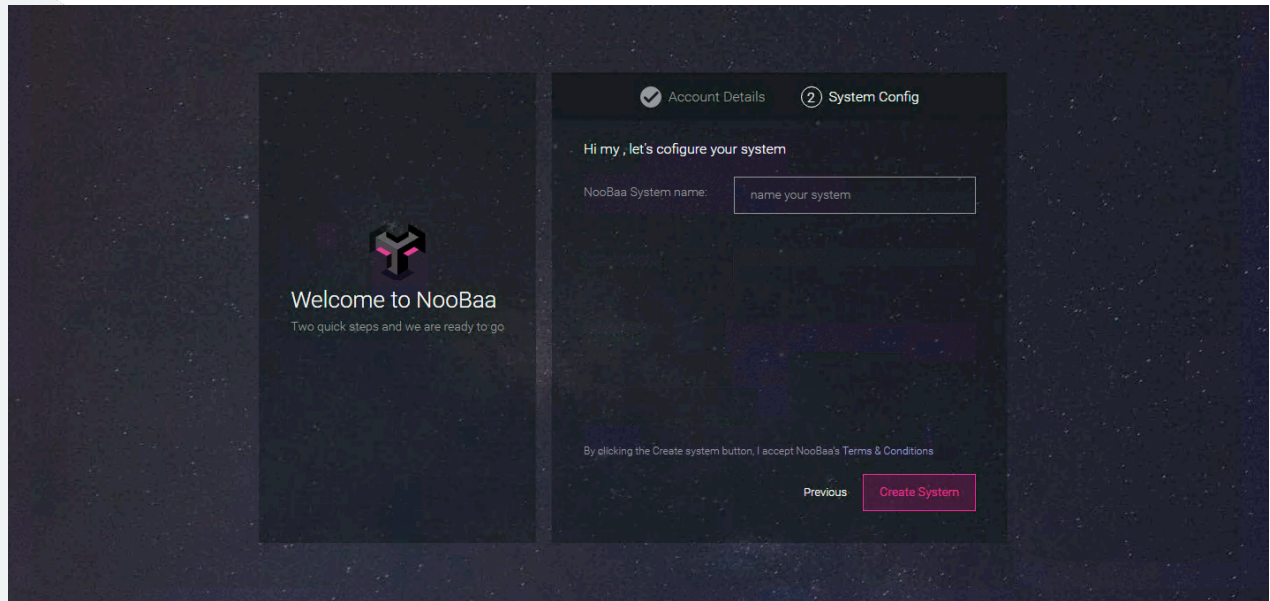 Account Details
2 System Config
Hi my , let's cofigure your system
NooBaa System name:
name your system
Welcome to NooBaa
Two quick steps and we are ready to go
By clicking the Create system button, I accept NooBaa's Terms & Conditions
Previous
Create System